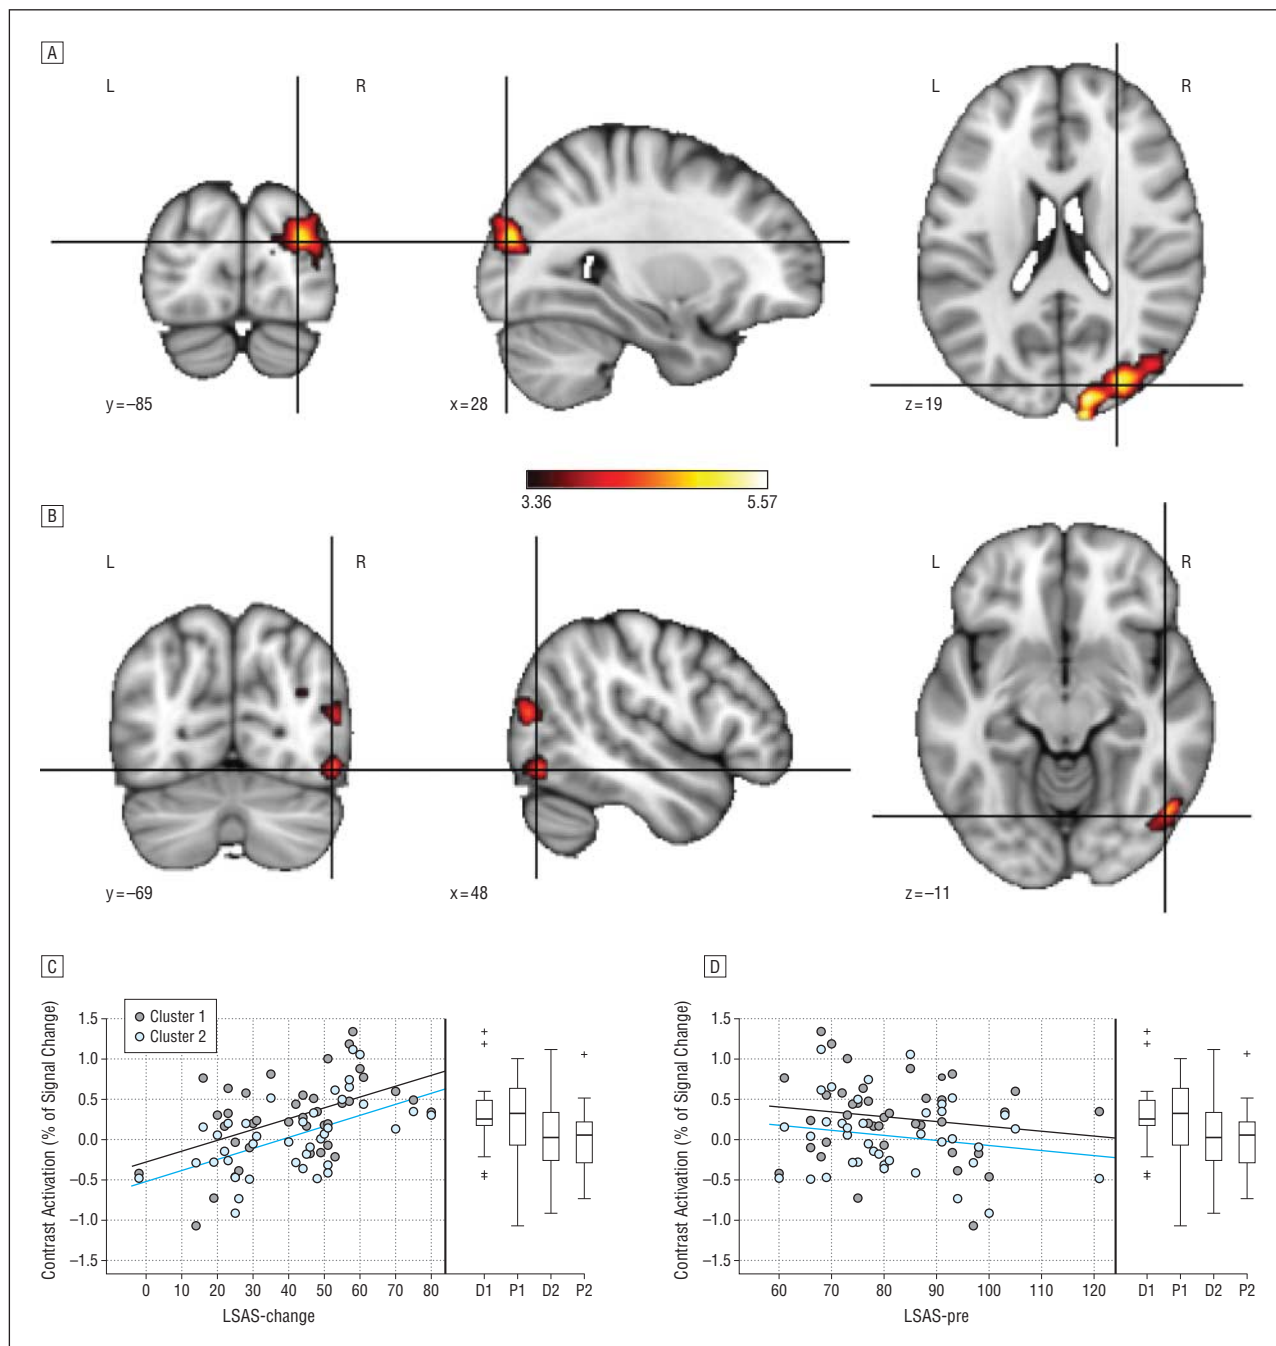 A
L R L R
y=–85 x=28 z=19
3.36 5.57
B
L R L R
y=–69 x=48 z=–11
C
Contrast Activation (% of Signal Change)
1.5
1.0
0.5
0.0
–0.5
–1.0
–1.5
Cluster 1
Cluster 2
0 10 20 30 40 50 60 70 80 D1 P1 D2 P2
LSAS-change
D
Contrast Activation (% of Signal Change)
1.5
1.0
0.5
0.0
–0.5
–1.0
–1.5
60 70 80 90 100 110 120 D1 P1 D2 P2
LSAS-pre